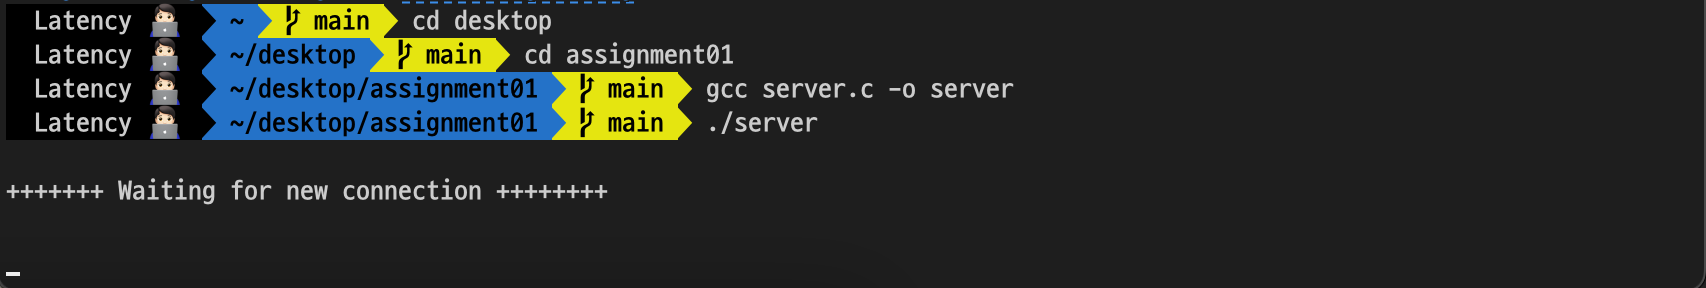 Latency ~ main cd desktop
Latency ~/desktop main cd assignment01
Latency ~/desktop/assignment01 main gcc server.c -o server
Latency ~/desktop/assignment01 main ./server
+++++++ Waiting for new connection ++++++++